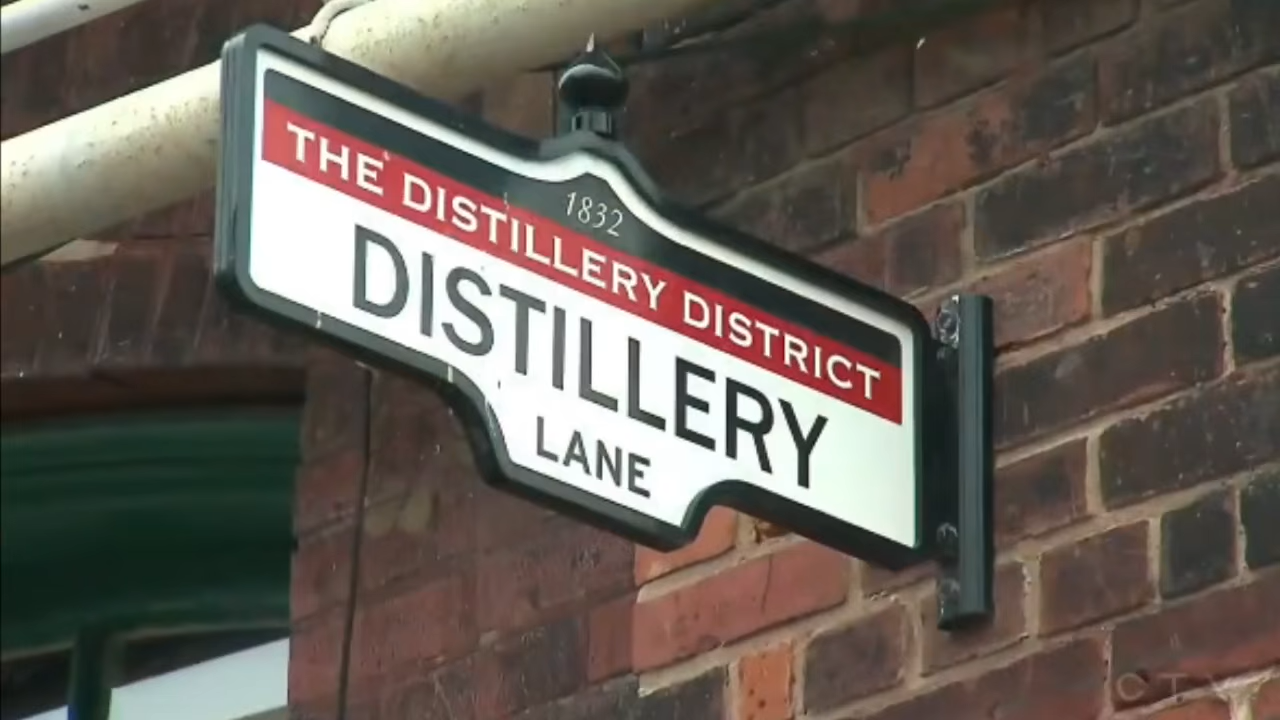 1832
THE DISTILLERY DISTRICT
DISTILLERY
LANE
CTV